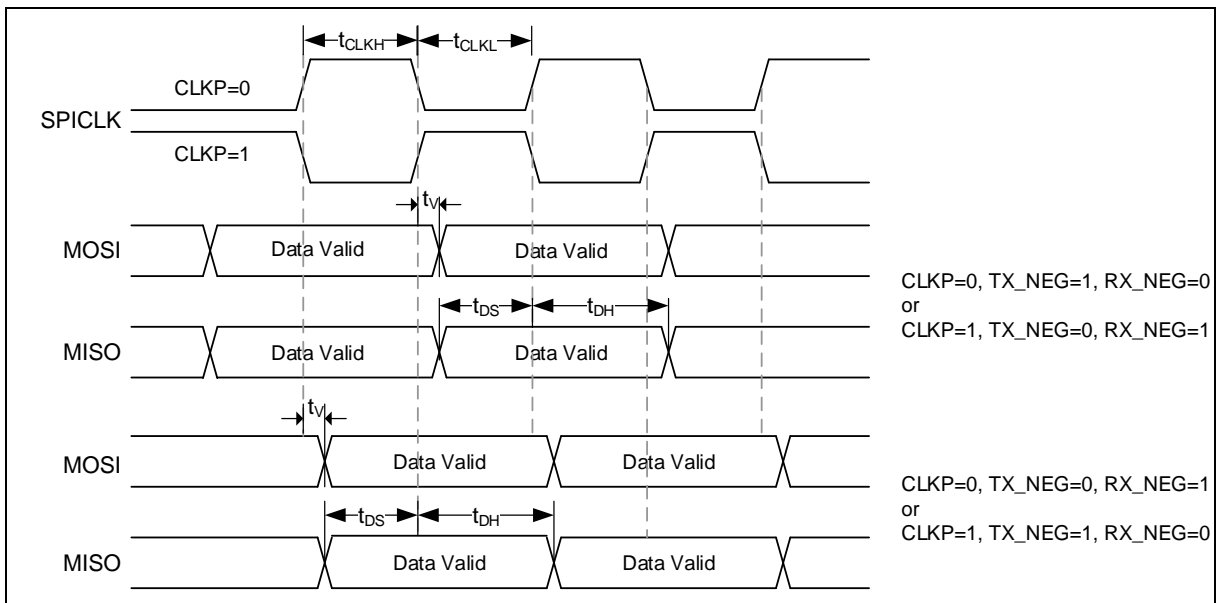 tCLKH tCLKL
CLKP=0
SPICLK
CLKP=1
tV
MOSI Data Valid Data Valid
CLKP=0, TX_NEG=1, RX_NEG=0
or
CLKP=1, TX_NEG=0, RX_NEG=1
tDS tDH
MISO Data Valid Data Valid
tV
MOSI Data Valid Data Valid
CLKP=0, TX_NEG=0, RX_NEG=1
or
CLKP=1, TX_NEG=1, RX_NEG=0
tDS tDH
MISO Data Valid Data Valid